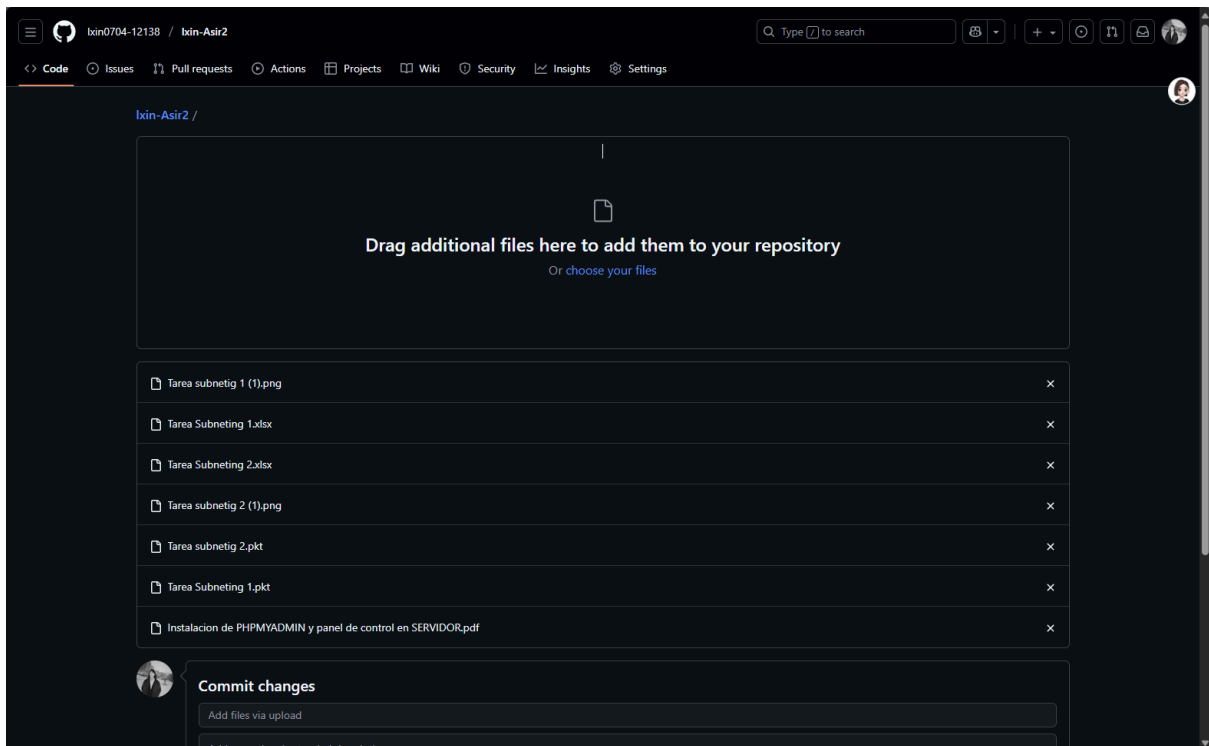 lxin0704-12138 / lxin-Asir2
Type / to search
Code Issues Pull requests Actions Projects Wiki Security Insights Settings
lxin-Asir2 /
Drag additional files here to add them to your repository
Or choose your files
Tarea subnetig 1 (1).png
Tarea Subneting 1.xlsx
Tarea Subneting 2.xlsx
Tarea subnetig 2 (1).png
Tarea subnetig 2.pkt
Tarea Subneting 1.pkt
Instalacion de PHPMYADMIN y panel de control en SERVIDOR.pdf
Commit changes
Add files via upload